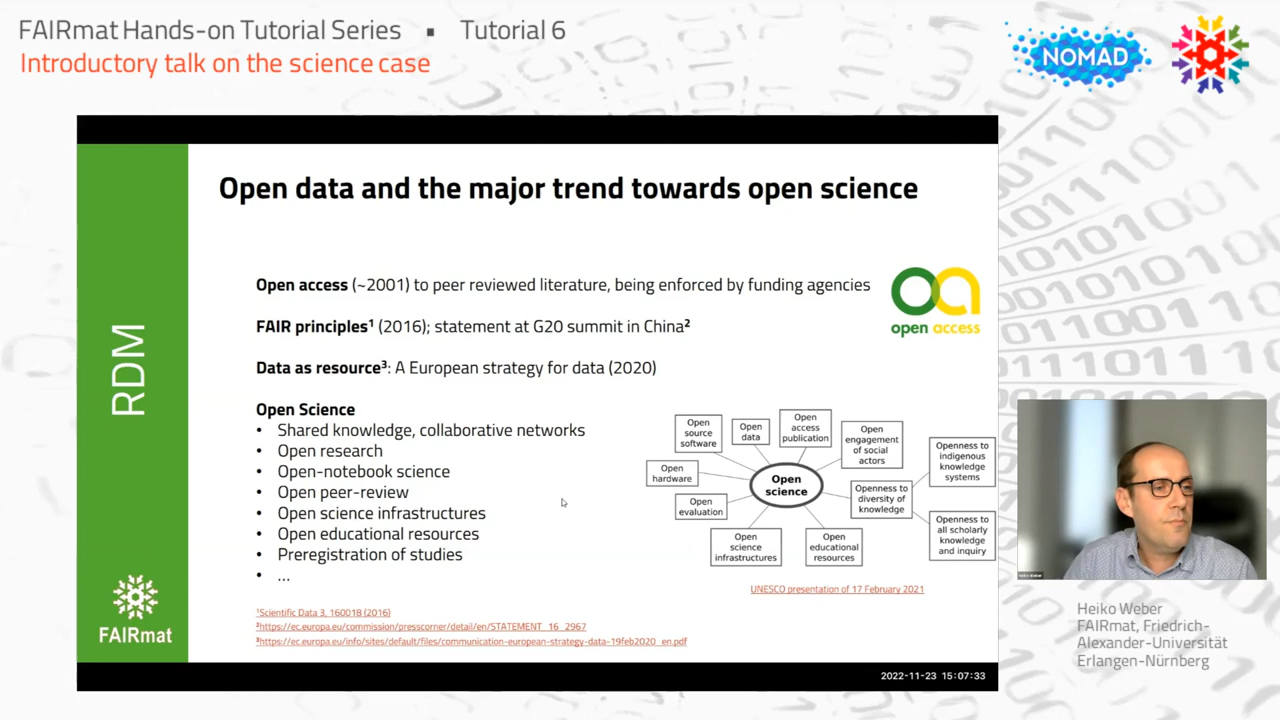 FAIRmat Hands-on Tutorial Series ▪ Tutorial 6
Introductory talk on the science case
NOMAD
Open data and the major trend towards open science
RDM
FAIRmat
Open access (~2001) to peer reviewed literature, being enforced by funding agencies
open access
FAIR principles¹ (2016); statement at G20 summit in China²
Data as resource³: A European strategy for data (2020)
Open Science
• Shared knowledge, collaborative networks
• Open research
• Open-notebook science
• Open peer-review
• Open science infrastructures
• Open educational resources
• Preregistration of studies
• ...
Open
source
software
Open
data
Open
access
publication
Open
engagement
of social
actors
Openness to
indigenous
knowledge
systems
Open
hardware
Open
science
Openness to
diversity of
knowledge
Open
evaluation
Openness to
all scholarly
knowledge
and inquiry
Open
science
infrastructures
Open
educational
resources
UNESCO presentation of 17 February 2021
¹Scientific Data 3, 160018 (2016)
²https://ec.europa.eu/commission/presscorner/detail/en/STATEMENT_16_2967
³https://ec.europa.eu/info/sites/default/files/communication-european-strategy-data-19feb2020_en.pdf
2022-11-23 15:07:33
Heiko Weber
Heiko Weber
FAIRmat, Friedrich-
Alexander-Universität
Erlangen-Nürnberg